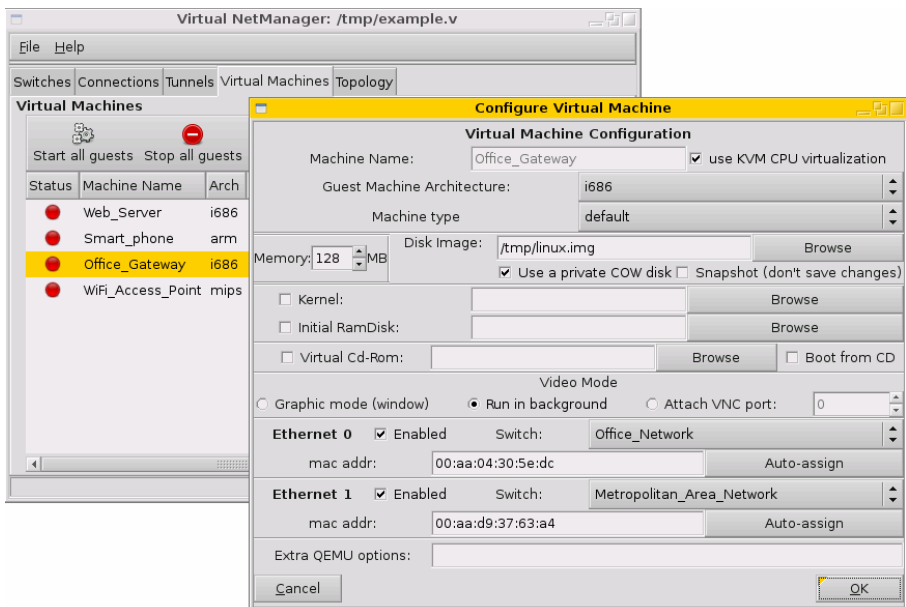 Virtual NetManager: /tmp/example.v
File Help
Switches Connections Tunnels Virtual Machines Topology
Virtual Machines
Start all guests Stop all guests
Status Machine Name Arch
Web_Server i686
Smart_phone arm
Office_Gateway i686
WiFi_Access_Point mips
Configure Virtual Machine
Virtual Machine Configuration
Machine Name: Office_Gateway use KVM CPU virtualization
Guest Machine Architecture: i686
Machine type default
Memory: 128 MB Disk Image: /tmp/linux.img Browse
Use a private COW disk Snapshot (don't save changes)
Kernel: Browse
Initial RamDisk: Browse
Virtual Cd-Rom: Browse Boot from CD
Video Mode
Graphic mode (window) Run in background Attach VNC port: 0
Ethernet 0 Enabled Switch: Office_Network
mac addr: 00:aa:04:30:5e:dc Auto-assign
Ethernet 1 Enabled Switch: Metropolitan_Area_Network
mac addr: 00:aa:d9:37:63:a4 Auto-assign
Extra QEMU options:
Cancel OK